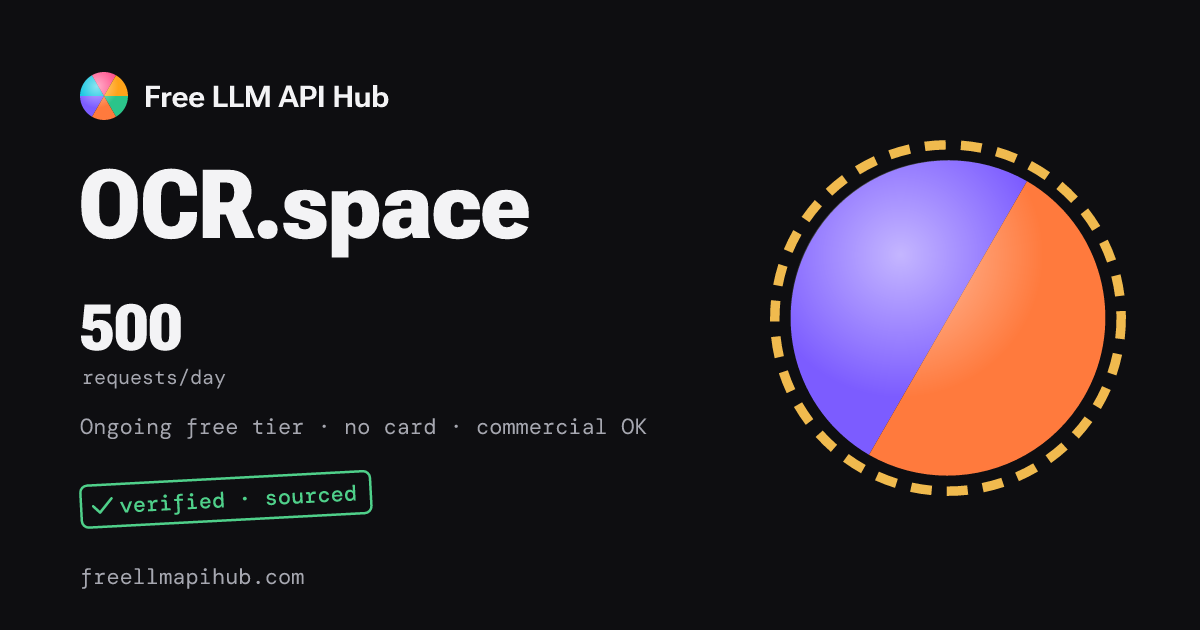 Free LLM API Hub
OCR.space
500
requests/day
Ongoing free tier · no card · commercial OK
verified · sourced
freellmapihub.com